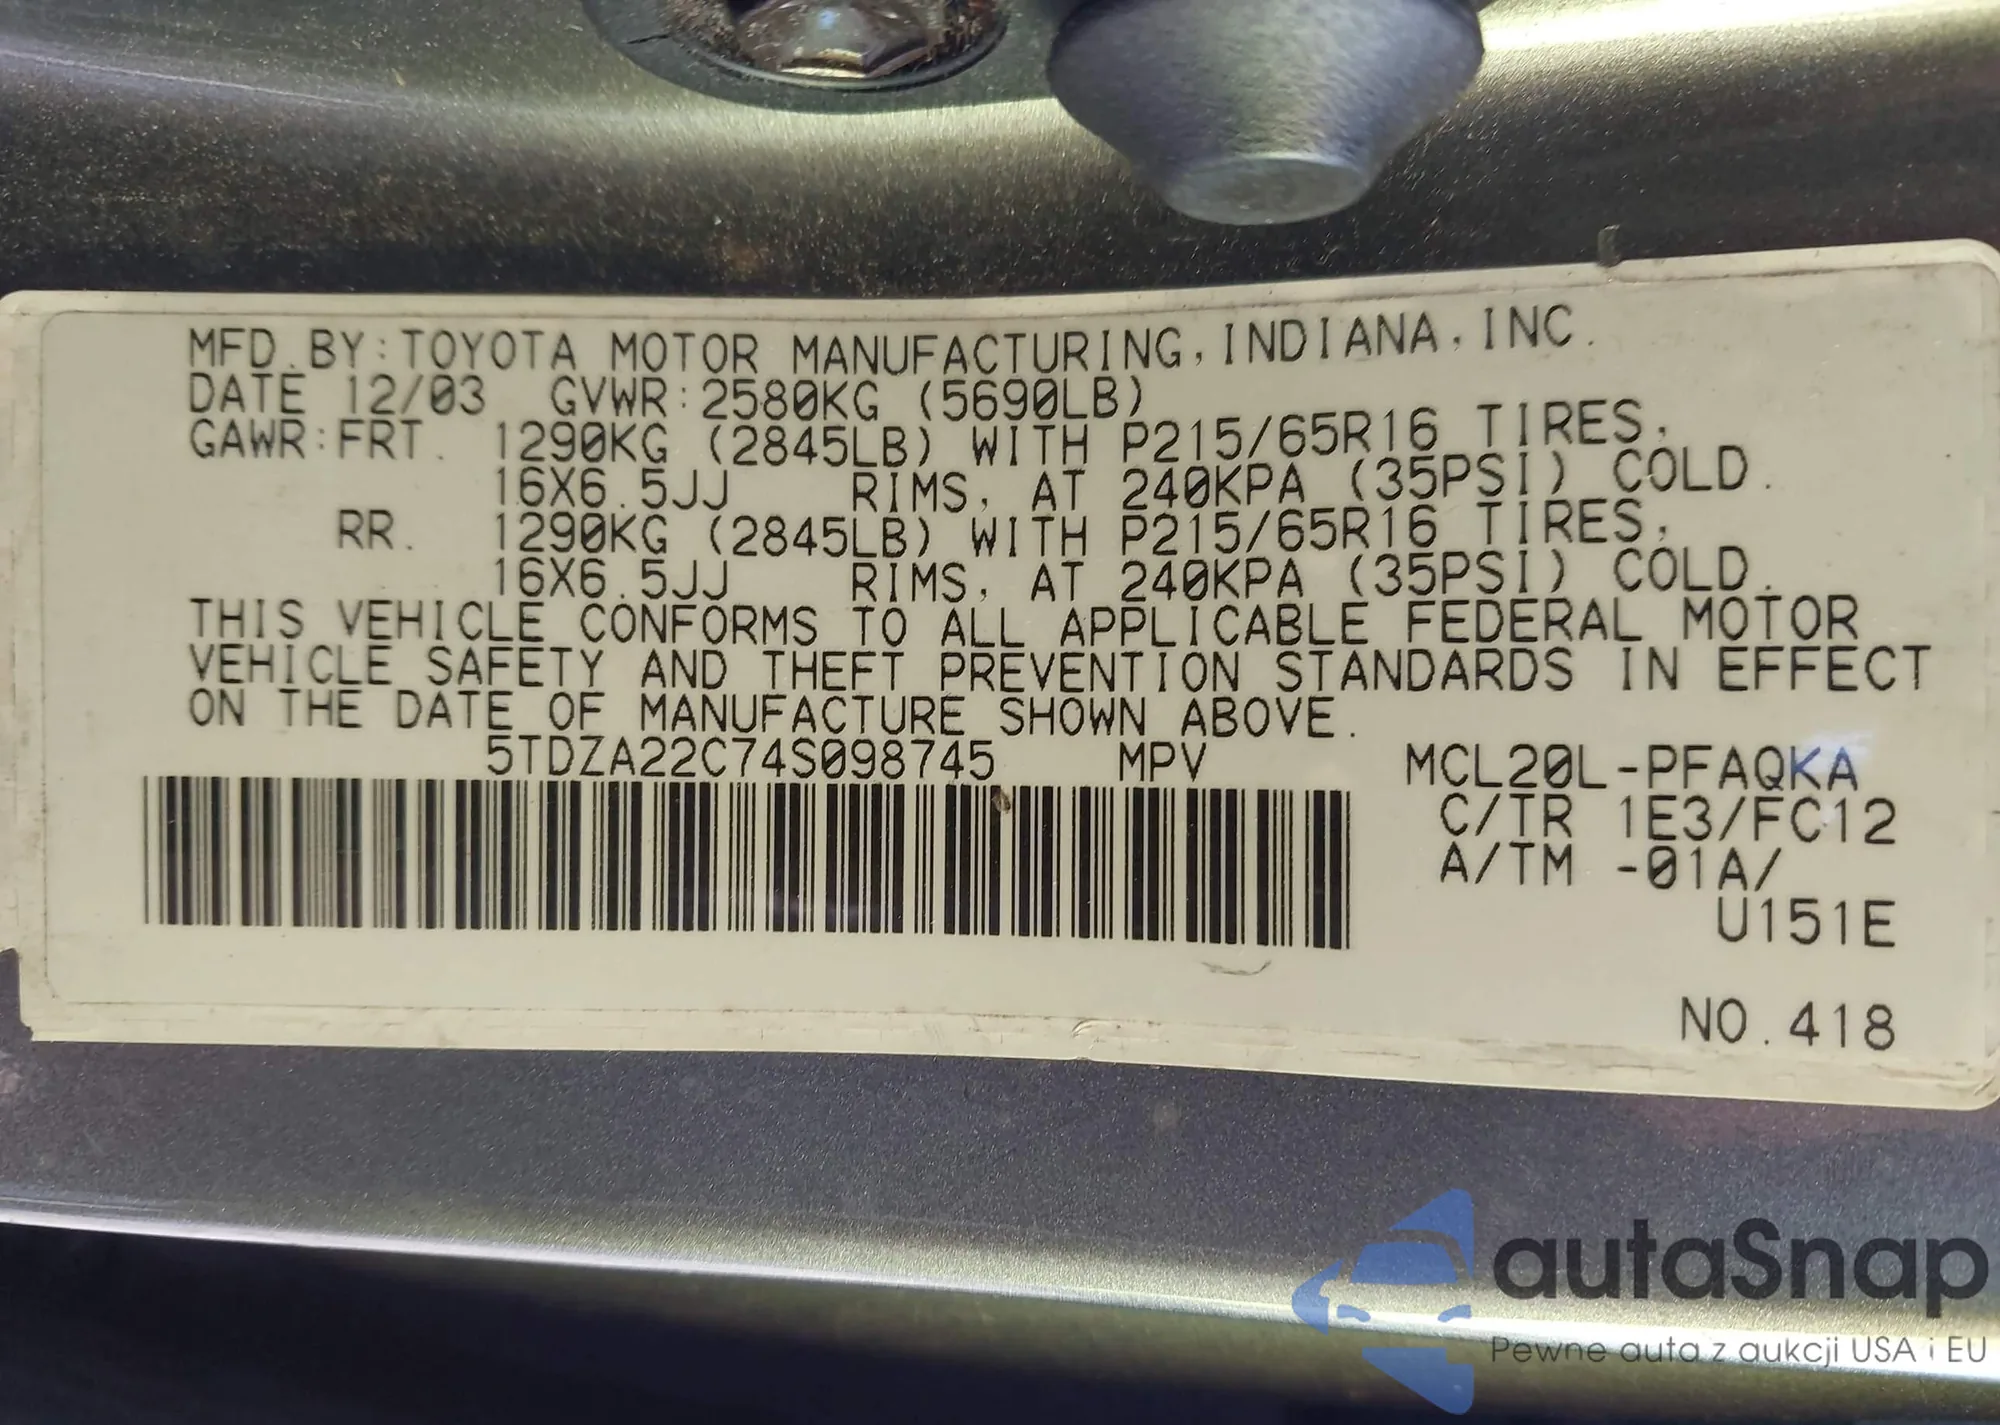 MFD.BY:TOYOTA MOTOR MANUFACTURING,INDIANA,INC.
DATE 12/03 GVWR:2580KG (5690LB)
GAWR:FRT. 1290KG (2845LB) WITH P215/65R16 TIRES,
16X6.5JJ RIMS, AT 240KPA (35PSI) COLD.
RR. 1290KG (2845LB) WITH P215/65R16 TIRES,
16X6.5JJ RIMS, AT 240KPA (35PSI) COLD.
THIS VEHICLE CONFORMS TO ALL APPLICABLE FEDERAL MOTOR
VEHICLE SAFETY AND THEFT PREVENTION STANDARDS IN EFFECT
ON THE DATE OF MANUFACTURE SHOWN ABOVE.
5TDZA22C74S098745 MPV MCL20L-PFAQKA
C/TR 1E3/FC12
A/TM -01A/
U151E
NO.418
autaSnap
Pewne auta z aukcji USA i EU